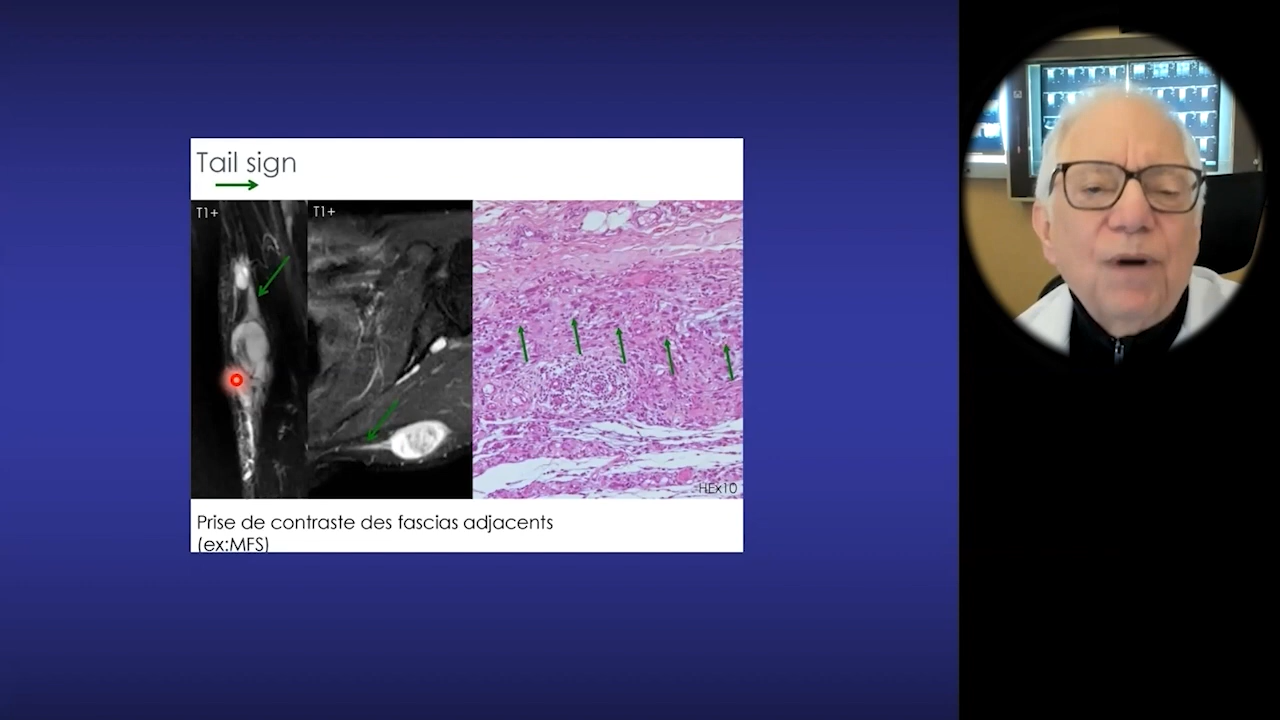 Tail sign
T1+
T1+
HEx10
Prise de contraste des fascias adjacents
(ex:MFS)